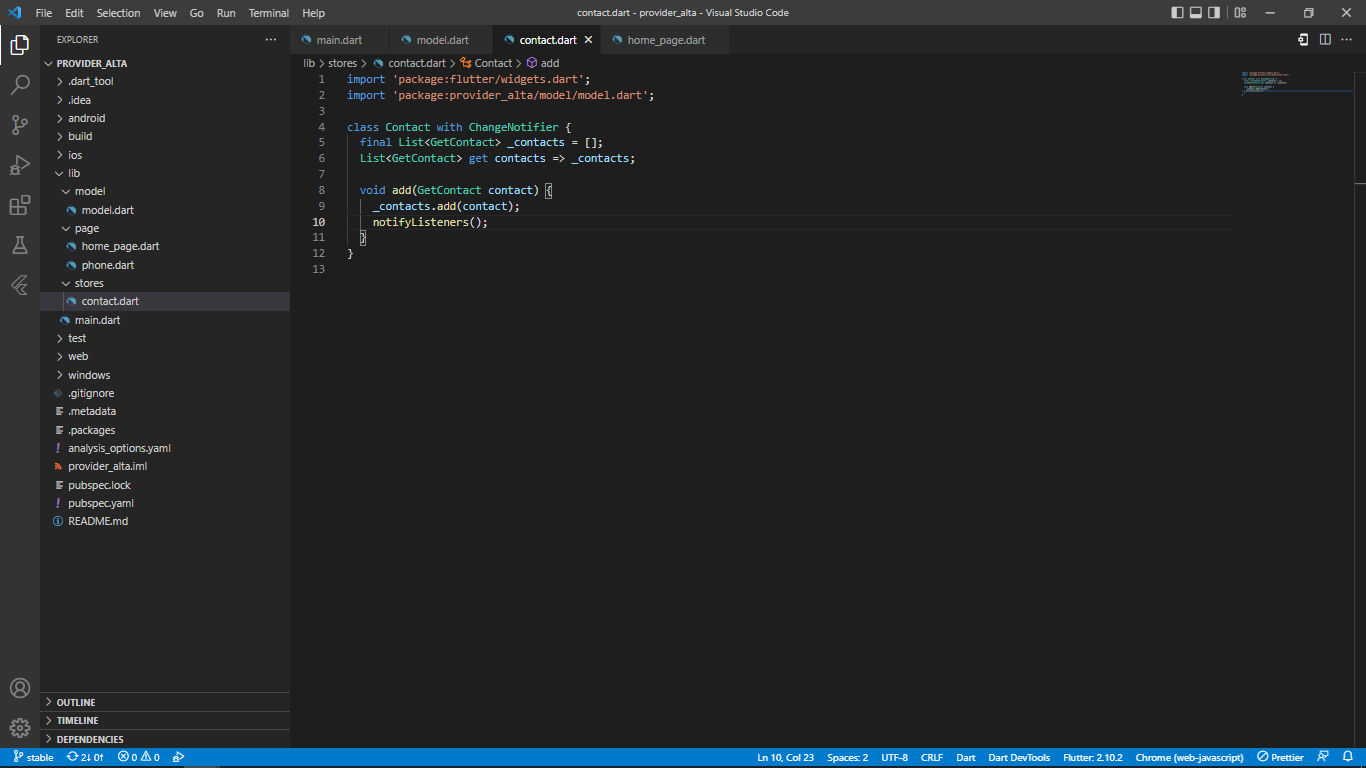 File Edit Selection View Go Run Terminal Help
contact.dart - provider_alta - Visual Studio Code
EXPLORER
PROVIDER_ALTA
.dart_tool
.idea
android
build
ios
lib
model
model.dart
page
home_page.dart
phone.dart
stores
contact.dart
main.dart
test
web
windows
.gitignore
.metadata
.packages
analysis_options.yaml
provider_alta.iml
pubspec.lock
pubspec.yaml
README.md
OUTLINE
TIMELINE
DEPENDENCIES
main.dart model.dart contact.dart home_page.dart
lib > stores > contact.dart > Contact > add
1 import 'package:flutter/widgets.dart';
2 import 'package:provider_alta/model/model.dart';
3
4 class Contact with ChangeNotifier {
5 final List<GetContact> _contacts = [];
6 List<GetContact> get contacts => _contacts;
7
8 void add(GetContact contact) {
9 _contacts.add(contact);
10 notifyListeners();
11 }
12 }
13
stable 2↓ 0↑ 0 0 Ln 10, Col 23 Spaces: 2 UTF-8 CRLF Dart Dart DevTools Flutter: 2.10.2 Chrome (web-javascript) Prettier